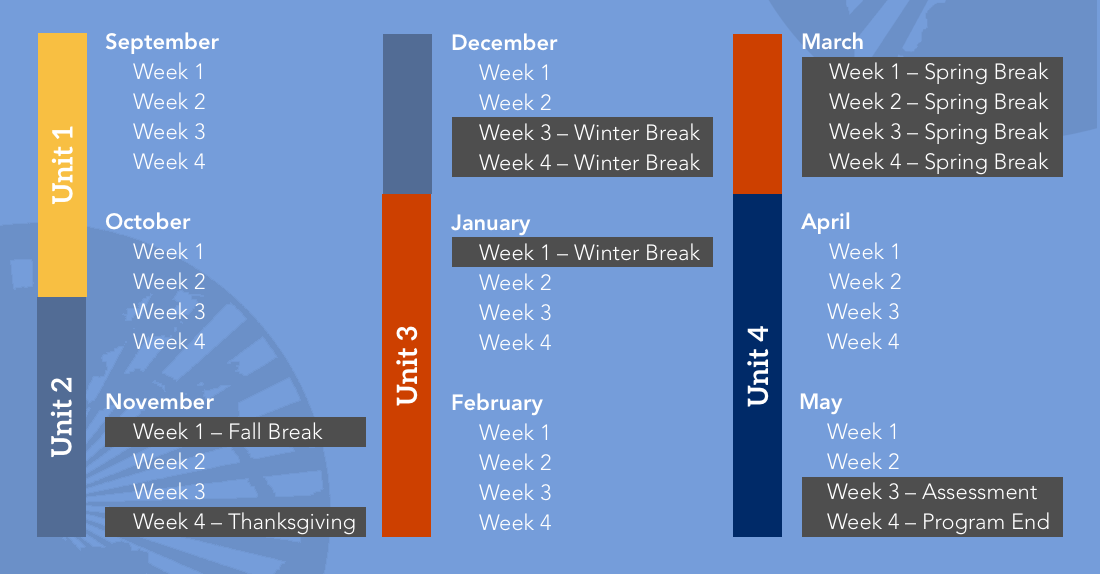 Unit 1
September
Week 1
Week 2
Week 3
Week 4
October
Week 1
Week 2
Week 3
Week 4
Unit 2
November
Week 1 – Fall Break
Week 2
Week 3
Week 4 – Thanksgiving
December
Week 1
Week 2
Week 3 – Winter Break
Week 4 – Winter Break
Unit 3
January
Week 1 – Winter Break
Week 2
Week 3
Week 4
February
Week 1
Week 2
Week 3
Week 4
March
Week 1 – Spring Break
Week 2 – Spring Break
Week 3 – Spring Break
Week 4 – Spring Break
Unit 4
April
Week 1
Week 2
Week 3
Week 4
May
Week 1
Week 2
Week 3 – Assessment
Week 4 – Program End